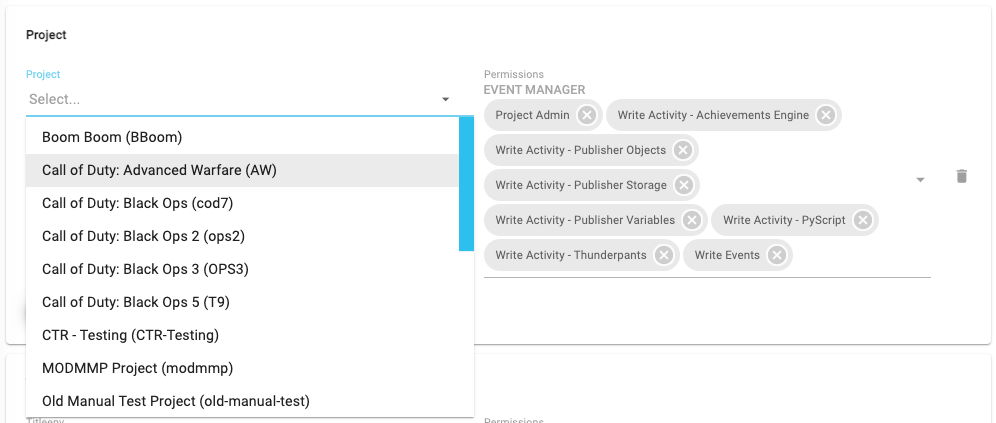 Project
Project
Select...
Boom Boom (BBoom)
Call of Duty: Advanced Warfare (AW)
Call of Duty: Black Ops (cod7)
Call of Duty: Black Ops 2 (ops2)
Call of Duty: Black Ops 3 (OPS3)
Call of Duty: Black Ops 5 (T9)
CTR - Testing (CTR-Testing)
MODMMP Project (modmmp)
Old Manual Test Project (old-manual-test)
Permissions
EVENT MANAGER
Project Admin
Write Activity - Achievements Engine
Write Activity - Publisher Objects
Write Activity - Publisher Storage
Write Activity - Publisher Variables
Write Activity - PyScript
Write Activity - Thunderpants
Write Events
Titleenv
Permissions